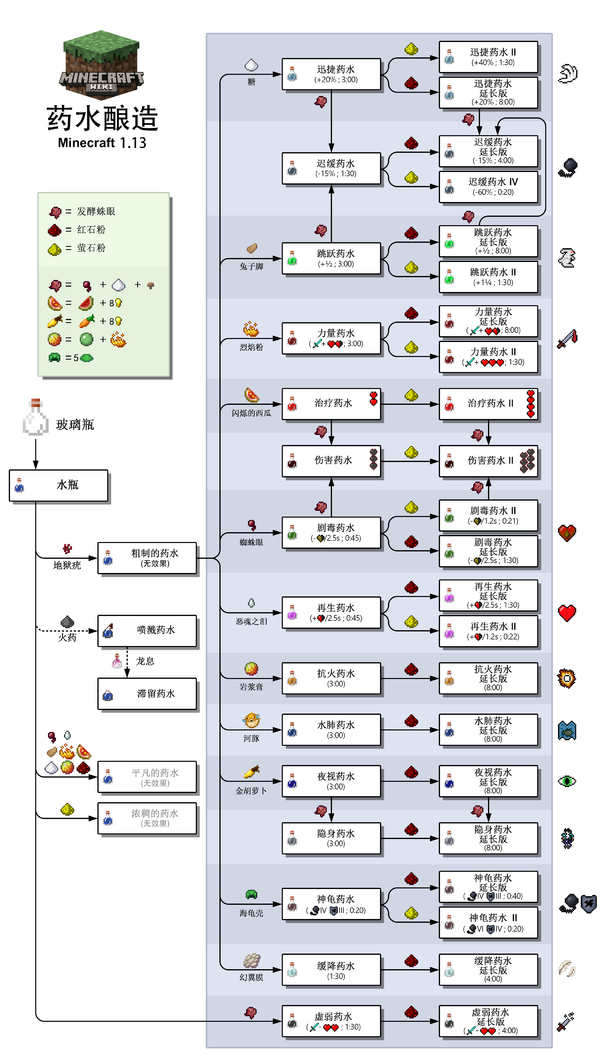 MINECRAFT
WIKI
药水酿造
Minecraft 1.13
= 发酵蛛眼
= 红石粉
= 萤石粉
= + +
= + 8
= + 8
= +
=5
玻璃瓶
水瓶
地狱疣
粗制的药水
(无效果)
火药
喷溅药水
龙息
滞留药水
平凡的药水
(无效果)
浓稠的药水
(无效果)
糖
迅捷药水
(+20% ; 3:00)
迅捷药水 II
(+40% ; 1:30)
迅捷药水
延长版
(+20% ; 8:00)
迟缓药水
(-15% ; 1:30)
迟缓药水
延长版
(-15% ; 4:00)
迟缓药水 IV
(-60% ; 0:20)
兔子脚
跳跃药水
(+½ ; 3:00)
跳跃药水
延长版
(+½ ; 8:00)
跳跃药水 II
(+1¼ ; 1:30)
烈焰粉
力量药水
( + ; 3:00)
力量药水
延长版
( + ; 8:00)
力量药水 II
( + ; 1:30)
闪烁的西瓜
治疗药水
治疗药水 II
伤害药水
伤害药水 II
蜘蛛眼
剧毒药水
(- /2.5s ; 0:45)
剧毒药水 II
(- /1.2s ; 0:21)
剧毒药水
延长版
(- /2.5s ; 1:30)
恶魂之泪
再生药水
(+ /2.5s ; 0:45)
再生药水
延长版
(+ /2.5s ; 1:30)
再生药水 II
(+ /1.2s ; 0:22)
岩浆膏
抗火药水
(3:00)
抗火药水
延长版
(8:00)
河豚
水肺药水
(3:00)
水肺药水
延长版
(8:00)
金胡萝卜
夜视药水
(3:00)
夜视药水
延长版
(8:00)
隐身药水
(3:00)
隐身药水
延长版
(8:00)
海龟壳
神龟药水
( IV III ; 0:20)
神龟药水
延长版
( IV III ; 0:40)
神龟药水 II
( VI IV ; 0:20)
幻翼膜
缓降药水
(1:30)
缓降药水
延长版
(4:00)
虚弱药水
( - ; 1:30)
虚弱药水
延长版
( - ; 4:00)